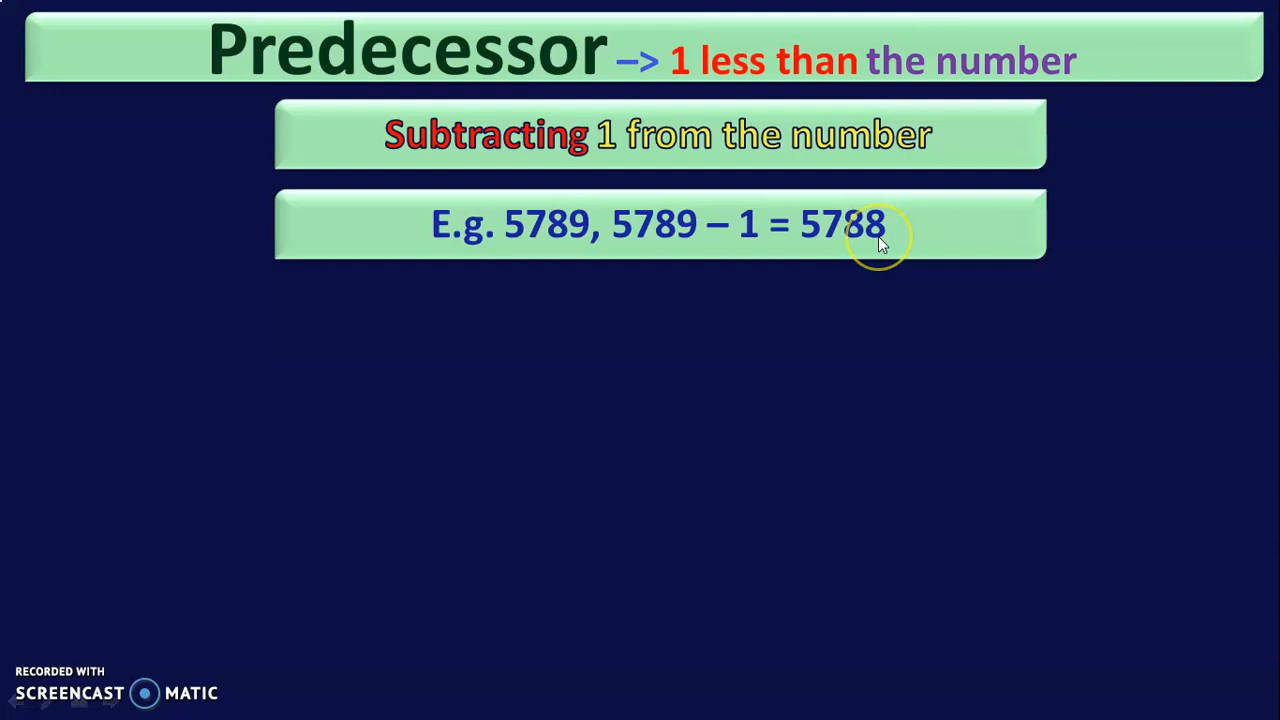 Predecessor –> 1 less than the number
Subtracting 1 from the number
E.g. 5789, 5789 – 1 = 5788
RECORDED WITH
SCREENCAST MATIC